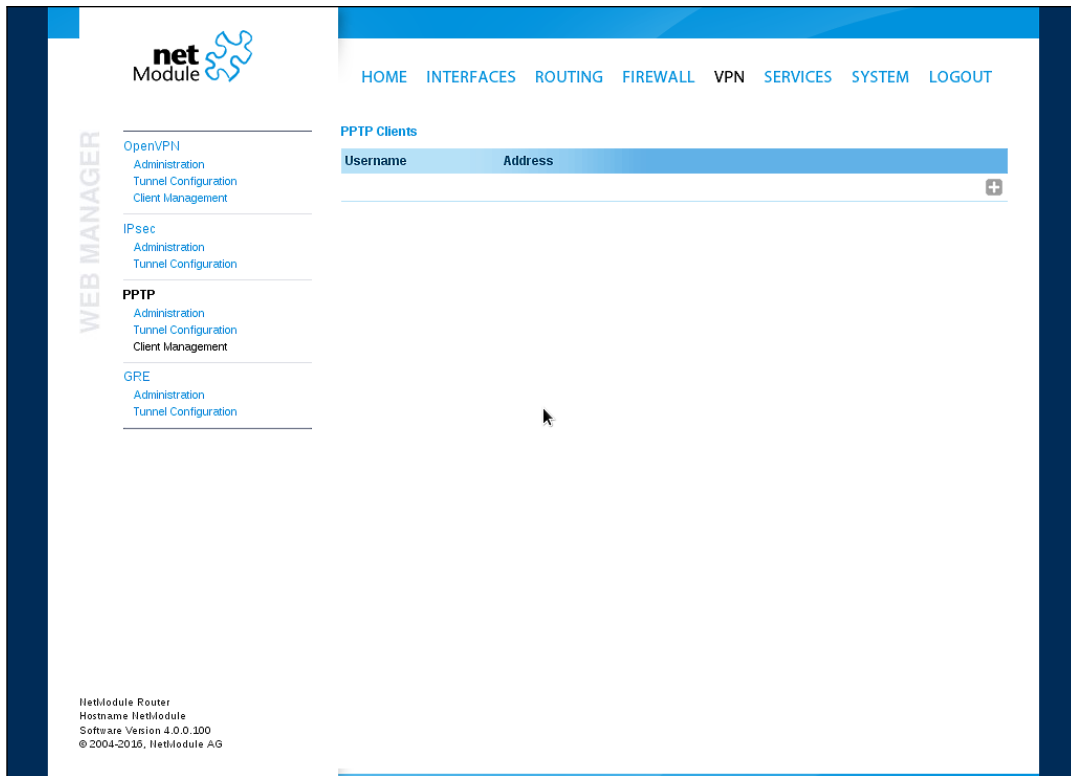 net
Module
HOME INTERFACES ROUTING FIREWALL VPN SERVICES SYSTEM LOGOUT
WEB MANAGER
OpenVPN
Administration
Tunnel Configuration
Client Management
IPsec
Administration
Tunnel Configuration
PPTP
Administration
Tunnel Configuration
Client Management
GRE
Administration
Tunnel Configuration
PPTP Clients
Username Address
NetModule Router
Hostname NetModule
Software Version 4.0.0.100
© 2004-2016, NetModule AG